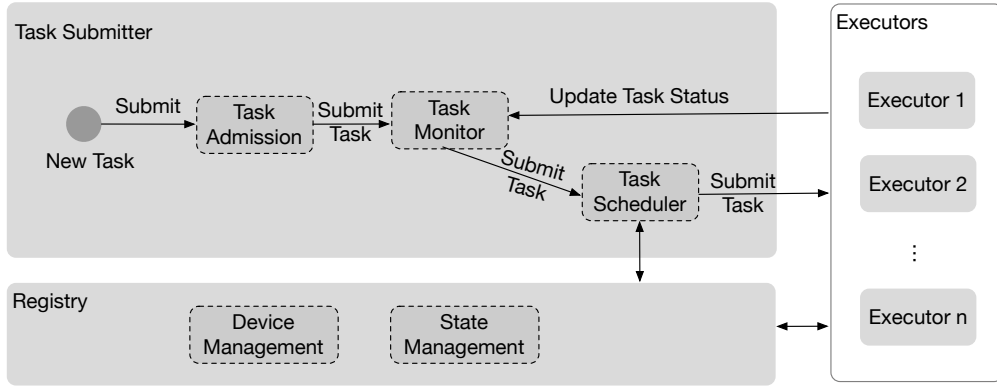 Task Submitter
Executors
Update Task Status
Executor 1
Submit
Task
Admission
Submit
Task
Task
Monitor
New Task
Submit
Task
Task
Scheduler
Submit
Task
Executor 2
⋮
Registry
Device
Management
State
Management
Executor n